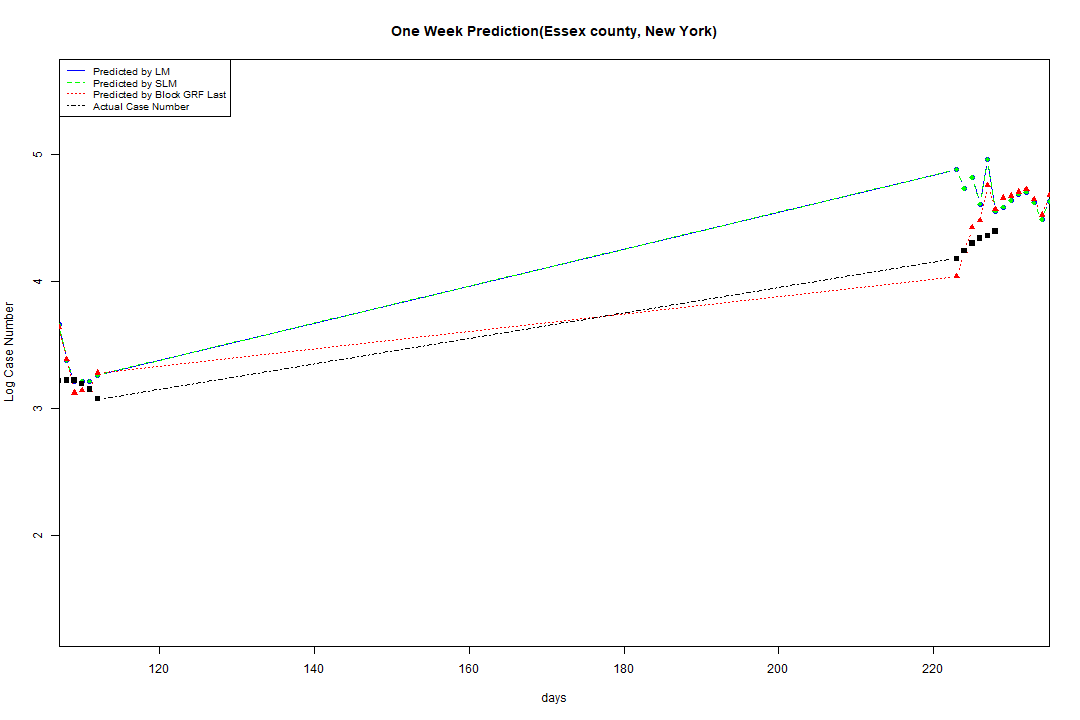 One Week Prediction(Essex county, New York)
Predicted by LM
Predicted by SLM
Predicted by Block GRF Last
Actual Case Number
5
4
3
2
Log Case Number
120 140 160 180 200 220
days